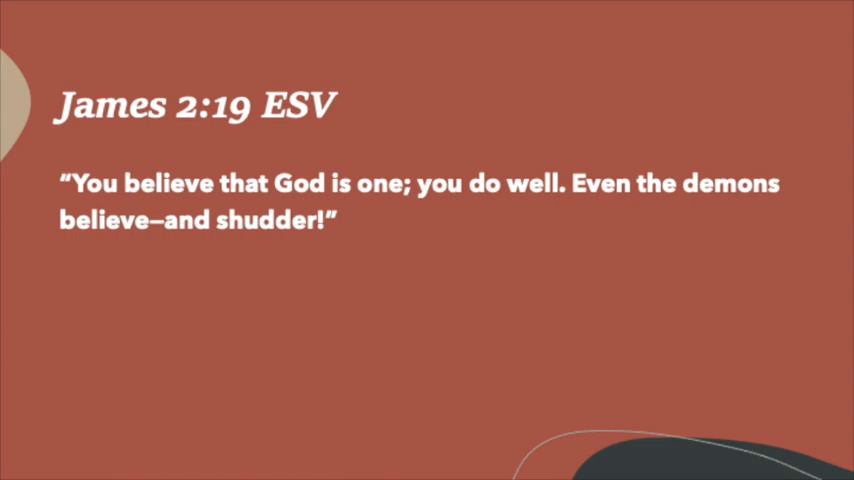 James 2:19 ESV
“You believe that God is one; you do well. Even the demons
believe—and shudder!”